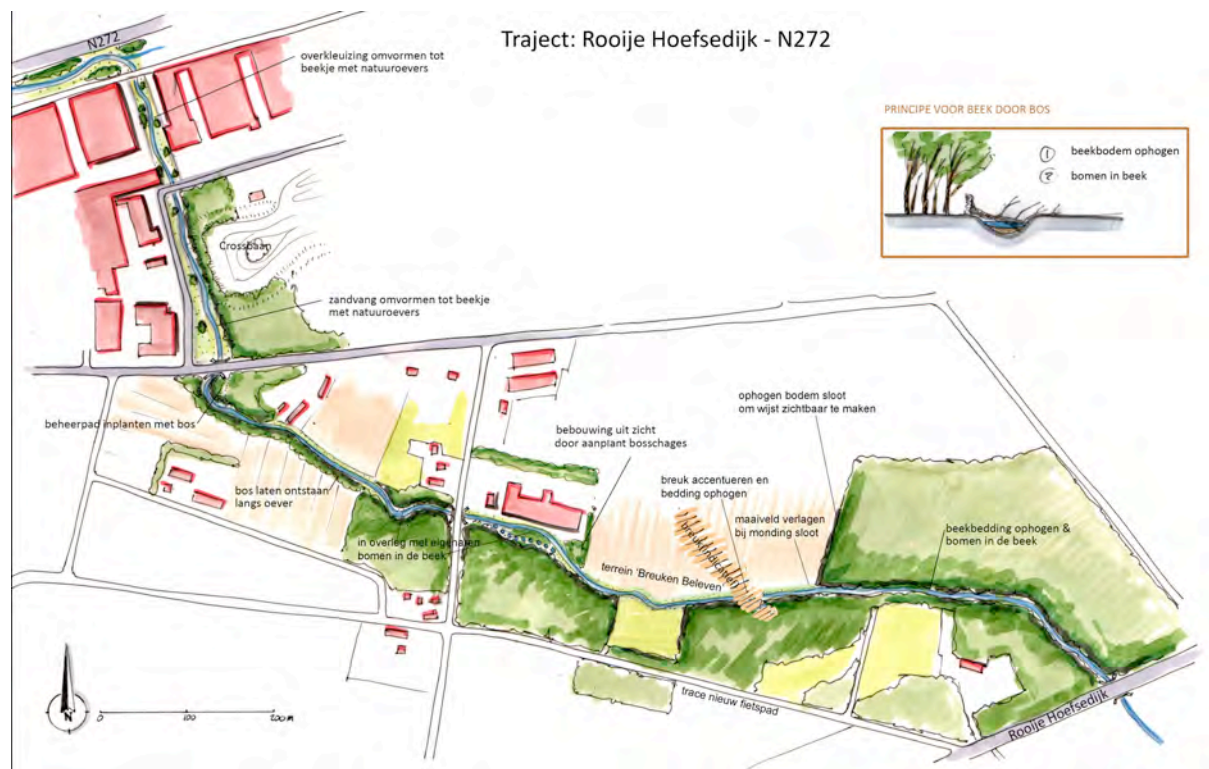 Traject: Rooije Hoefsedijk - N272
N272
overkleuizing omvormen tot
beekje met natuuroevers
PRINCIPE VOOR BEEK DOOR BOS
1 beekbodem ophogen
2 bomen in beek
Crossbaan
zandvang omvormen tot beekje
met natuuroevers
beheerpad inplanten met bos
ophogen bodem sloot
om wijst zichtbaar te maken
bebouwing uit zicht
door aanplant bosschages
breuk accentueren en
bedding ophogen
bos laten ontstaan
langs oever
maaiveld verlagen
bij monding sloot
beekbedding ophogen &
bomen in de beek
in overleg met eigenaren
bomen in de beek
terrein 'Breuken Beleven'
trace nieuw fietspad
Rooije Hoefsedijk
N
0 100 200m